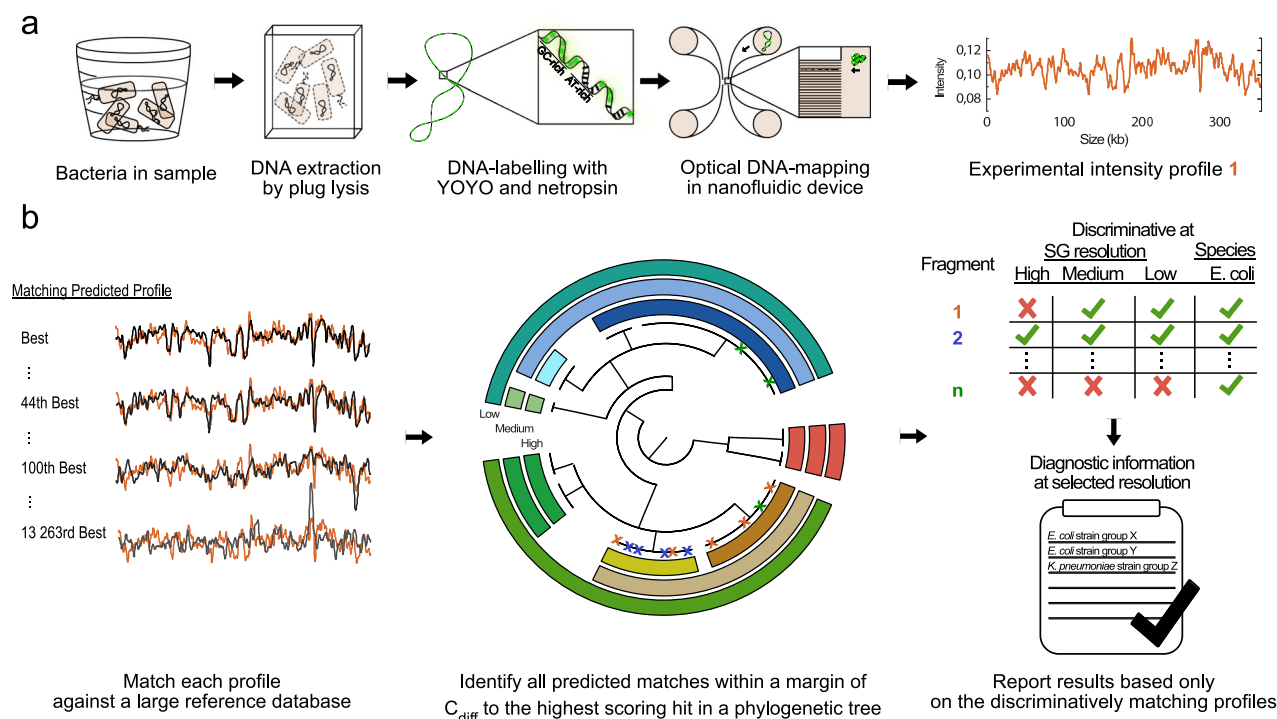 a
GC-rich AT-rich
0,12
0,10
0,08
Intensity
0
100
200
300
Size (kb)
Bacteria in sample
DNA extraction
by plug lysis
DNA-labelling with
YOYO and netropsin
Optical DNA-mapping
in nanofluidic device
Experimental intensity profile 1
b
Matching Predicted Profile
Best
44th Best
100th Best
13 263rd Best
Match each profile
against a large reference database
Low
Medium
High
Identify all predicted matches within a margin of
Cdiff to the highest scoring hit in a phylogenetic tree
Discriminative at
SG resolution Species
Fragment
High Medium Low E. coli
1
2
n
Diagnostic information
at selected resolution
E. coli strain group X
E. coli strain group Y
K. pneumoniae strain group Z
Report results based only
on the discriminatively matching profiles